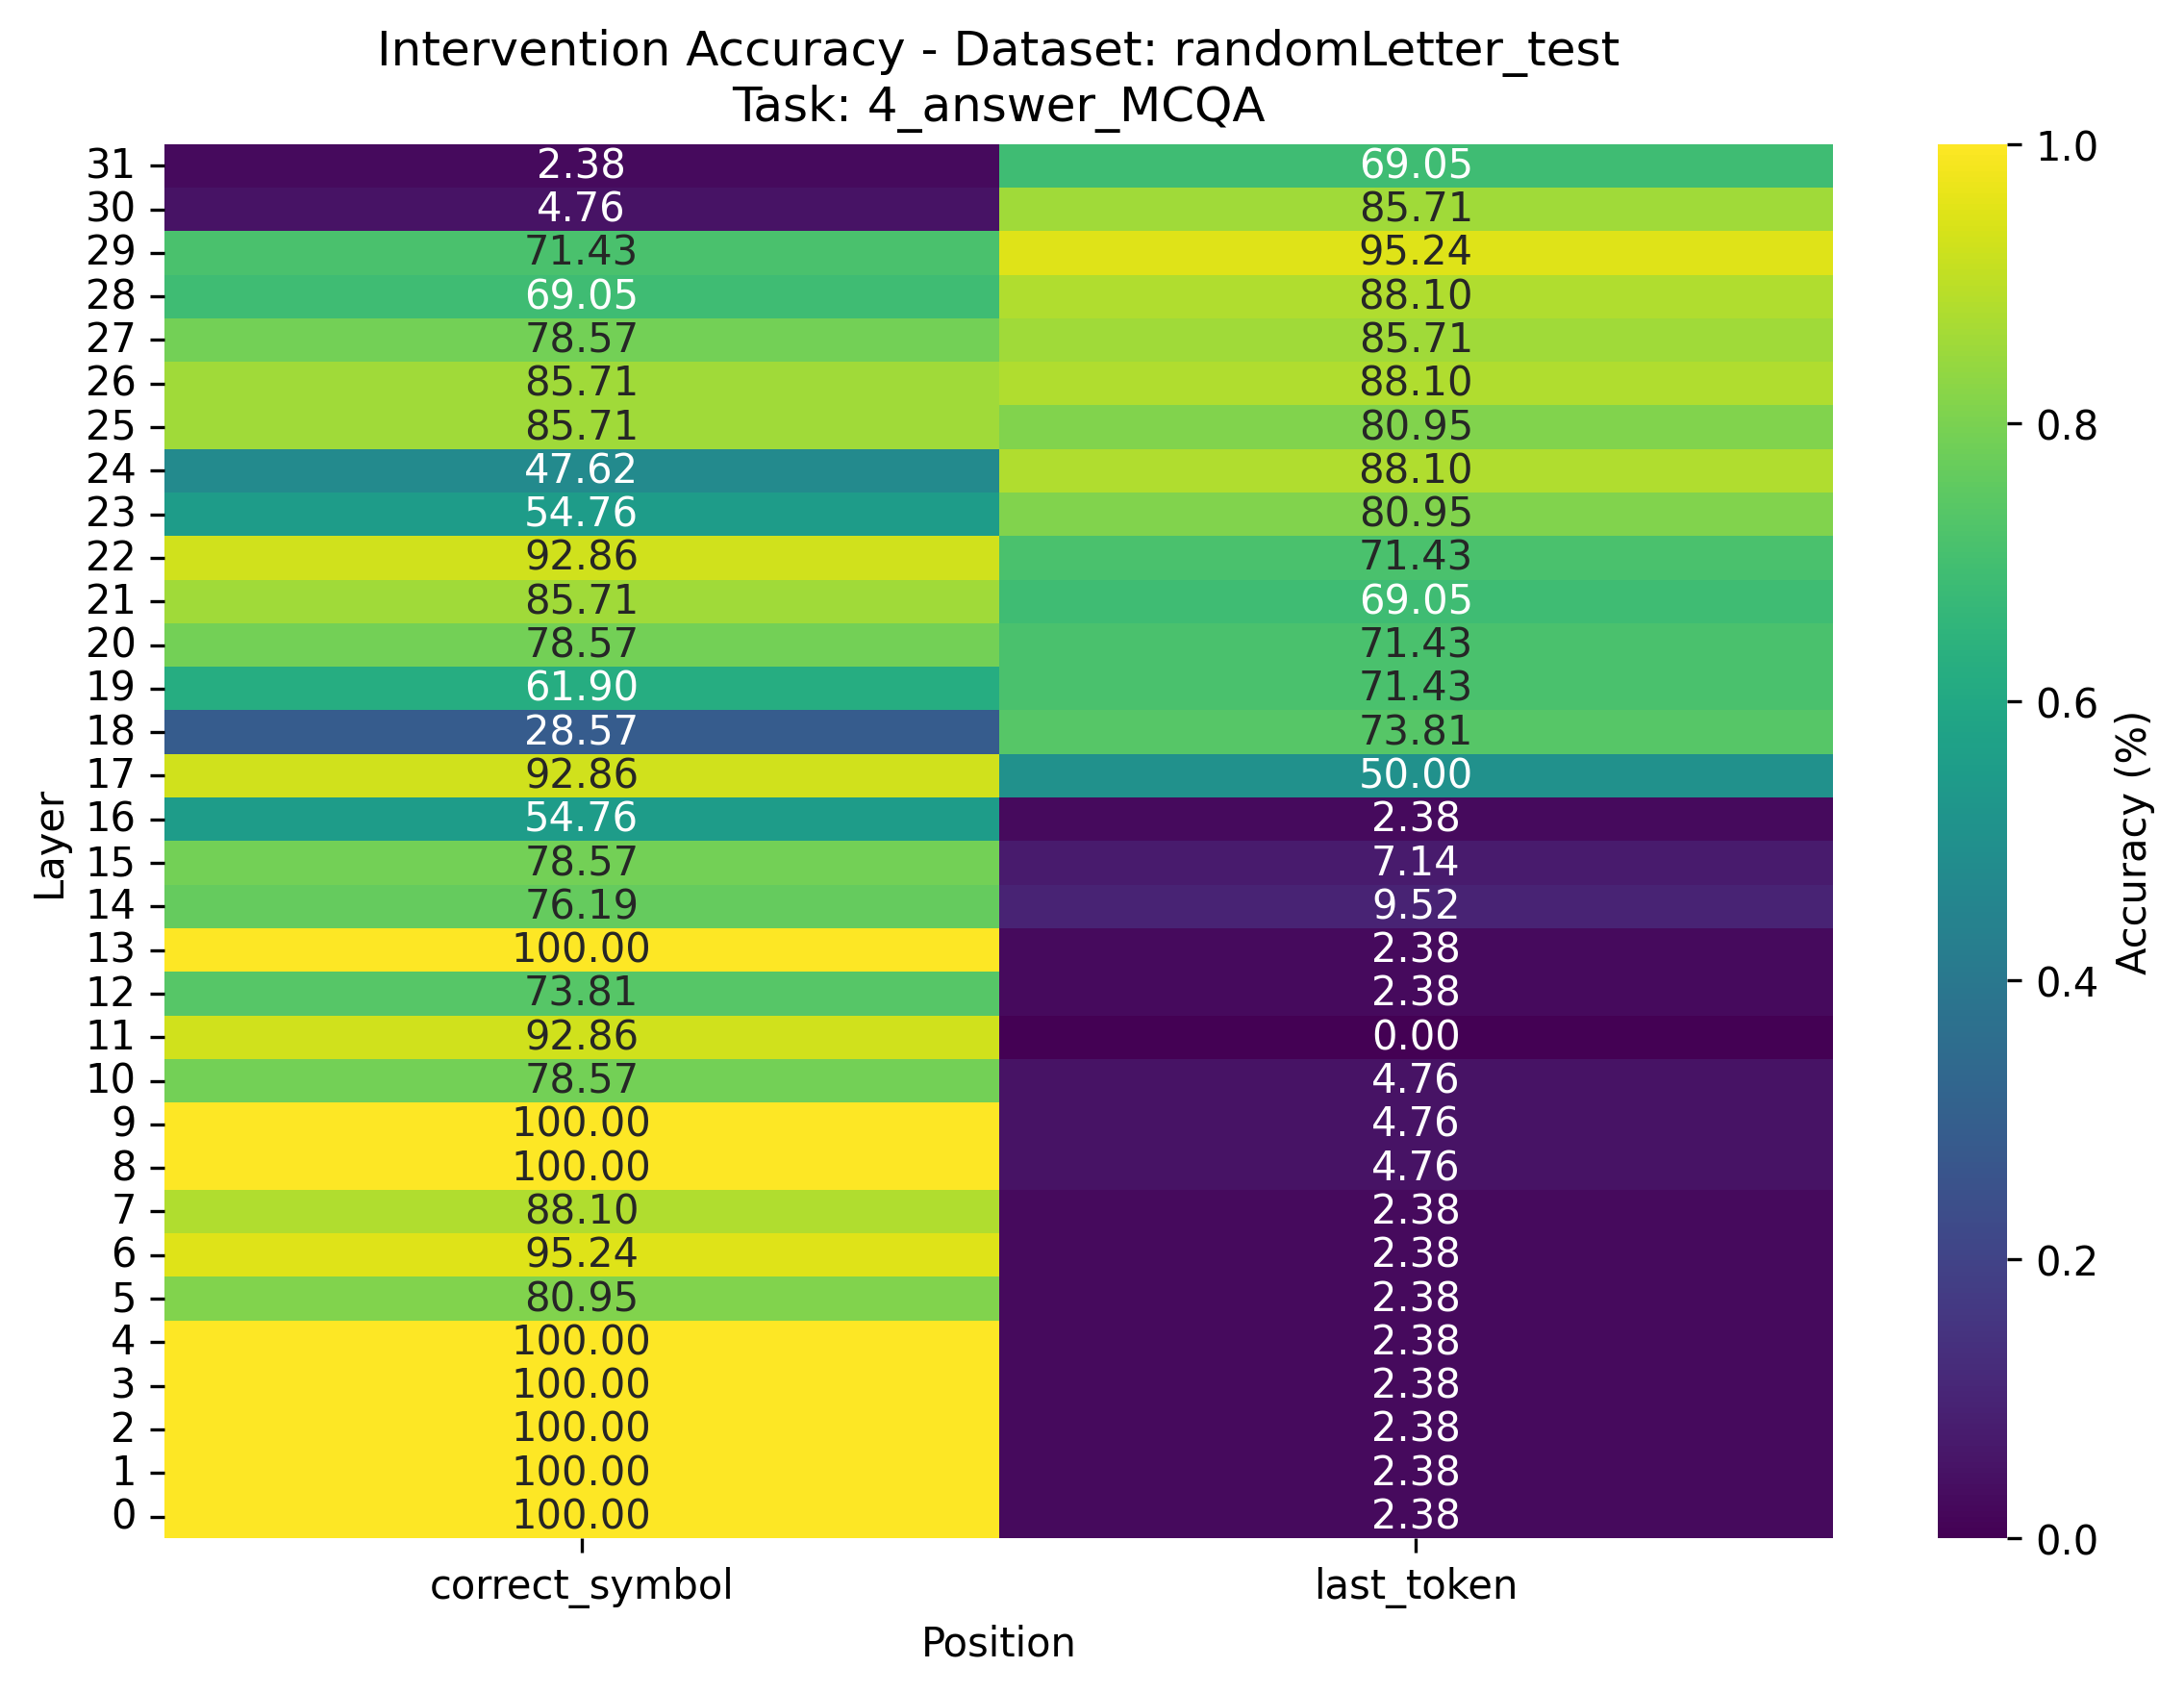 Intervention Accuracy - Dataset: randomLetter_test
Task: 4_answer_MCQA
31 2.38 69.05
30 4.76 85.71
29 71.43 95.24
28 69.05 88.10
27 78.57 85.71
26 85.71 88.10
25 85.71 80.95
24 47.62 88.10
23 54.76 80.95
22 92.86 71.43
21 85.71 69.05
20 78.57 71.43
19 61.90 71.43
18 28.57 73.81
17 92.86 50.00
16 54.76 2.38
15 78.57 7.14
14 76.19 9.52
13 100.00 2.38
12 73.81 2.38
11 92.86 0.00
10 78.57 4.76
9 100.00 4.76
8 100.00 4.76
7 88.10 2.38
6 95.24 2.38
5 80.95 2.38
4 100.00 2.38
3 100.00 2.38
2 100.00 2.38
1 100.00 2.38
0 100.00 2.38
Layer
correct_symbol last_token
Position
1.0
0.8
0.6
0.4
0.2
0.0
Accuracy (%)